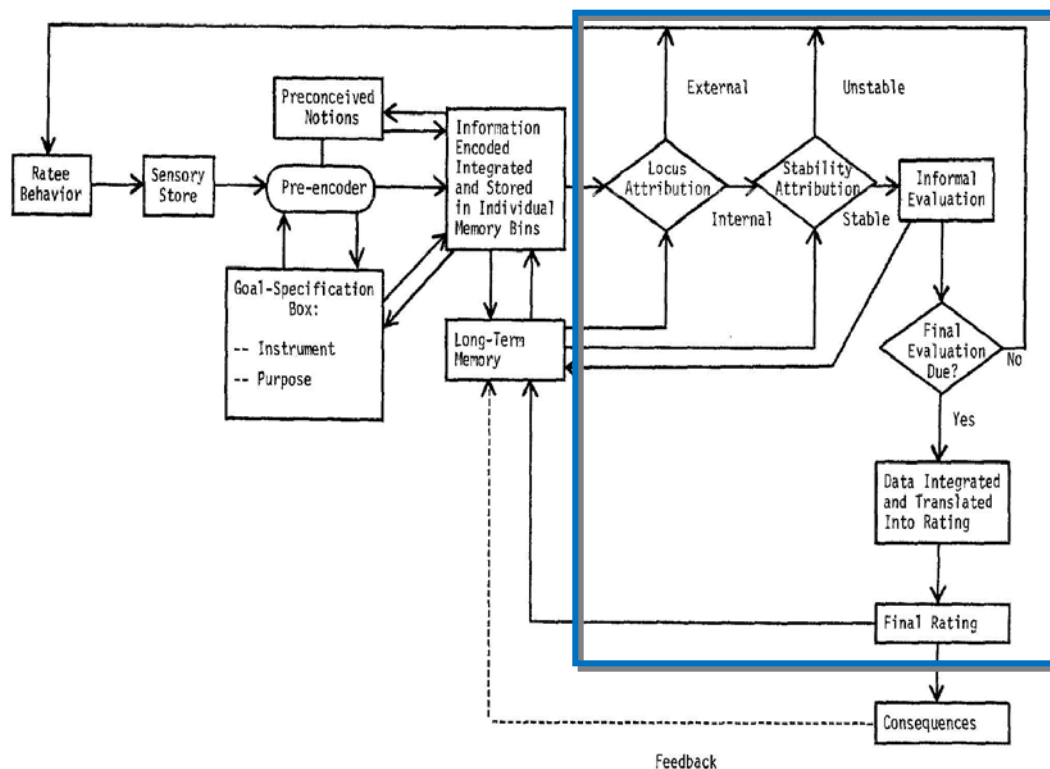 External
Unstable
Preconceived
Notions
Information
Encoded
Integrated
and Stored
in Individual
Memory Bins
Ratee
Behavior
Sensory
Store
Pre-encoder
Locus
Attribution
Internal
Stability
Attribution
Stable
Informal
Evaluation
Goal-Specification
Box:
-- Instrument
-- Purpose
Long-Term
Memory
Final
Evaluation
Due?
No
Yes
Data Integrated
and Translated
Into Rating
Final Rating
Consequences
Feedback